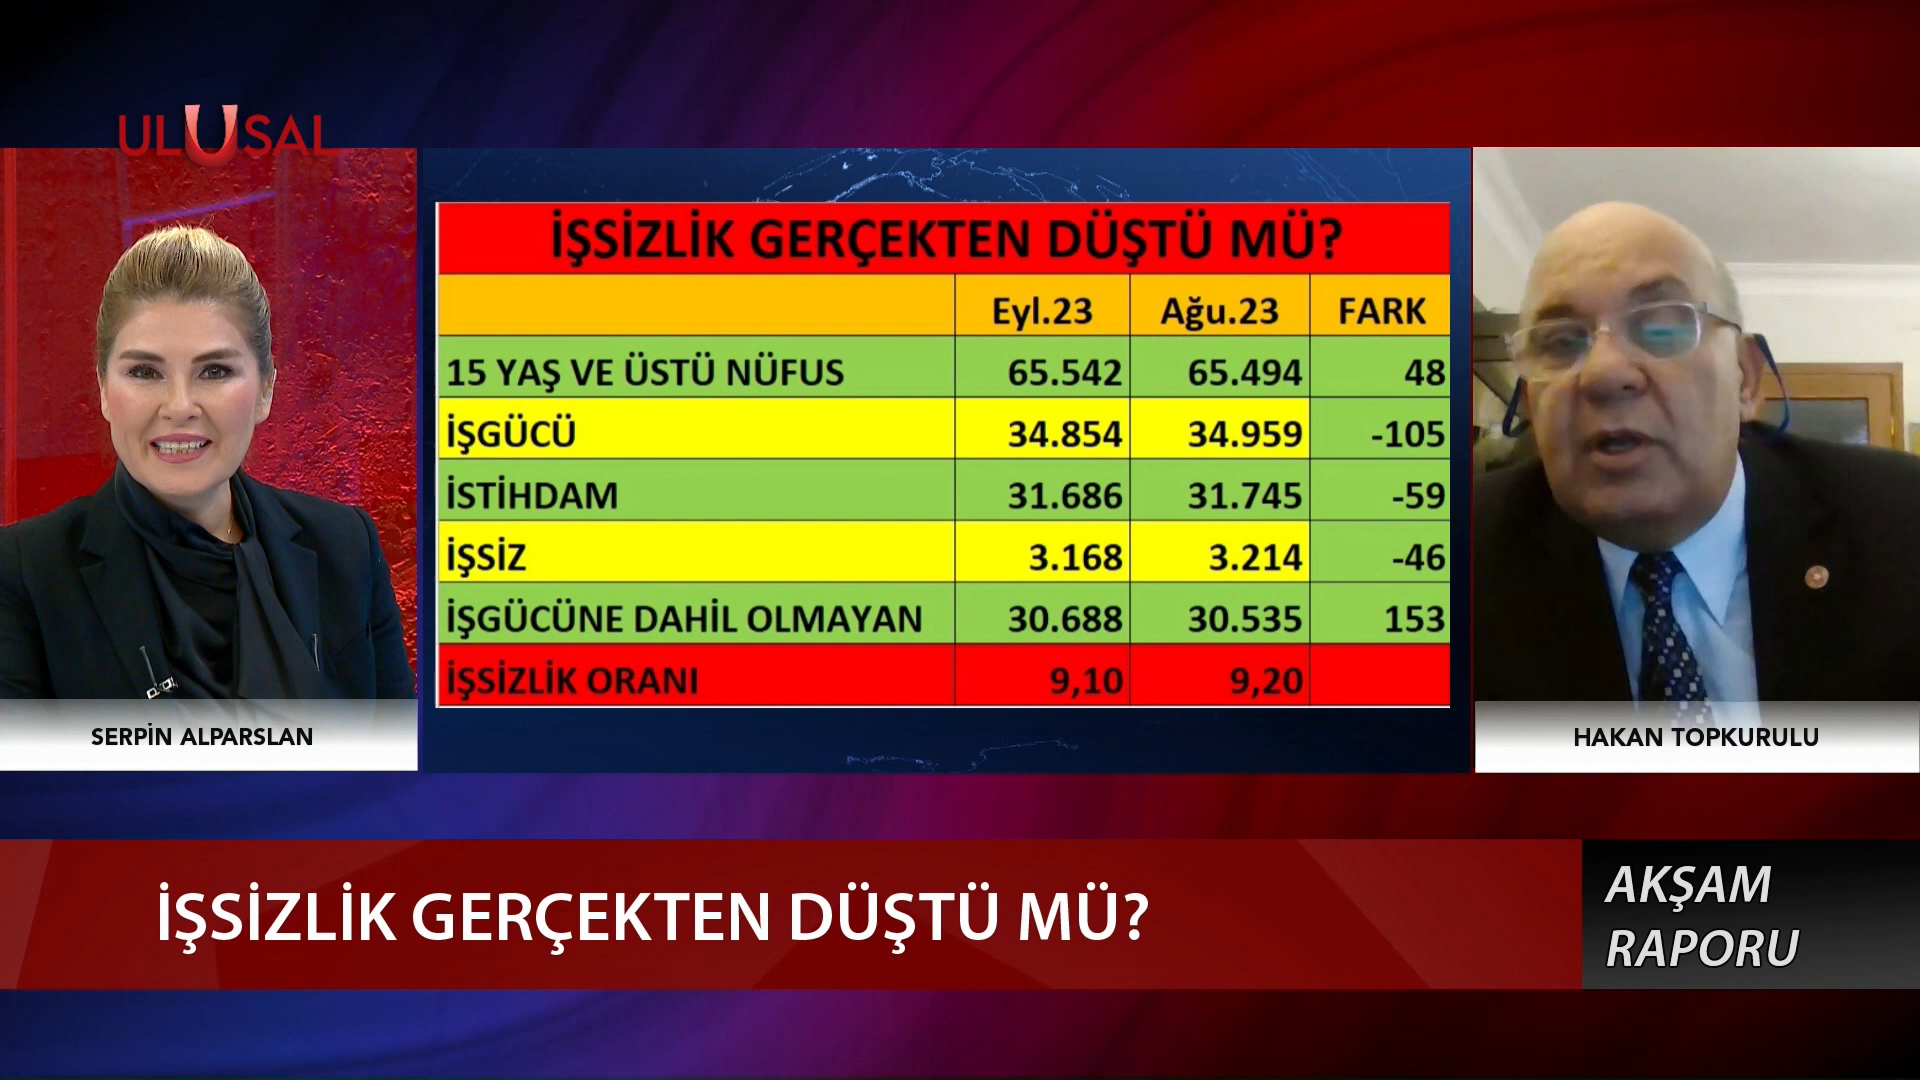 ULUSAL
İŞSİZLİK GERÇEKTEN DÜŞTÜ MÜ?
Eyl.23 Ağu.23 FARK
15 YAŞ VE ÜSTÜ NÜFUS 65.542 65.494 48
İŞGÜCÜ 34.854 34.959 -105
İSTİHDAM 31.686 31.745 -59
İŞSİZ 3.168 3.214 -46
İŞGÜCÜNE DAHİL OLMAYAN 30.688 30.535 153
İŞSİZLİK ORANI 9,10 9,20
SERPİN ALPARSLAN
HAKAN TOPKURULU
İŞSİZLİK GERÇEKTEN DÜŞTÜ MÜ?
AKŞAM
RAPORU